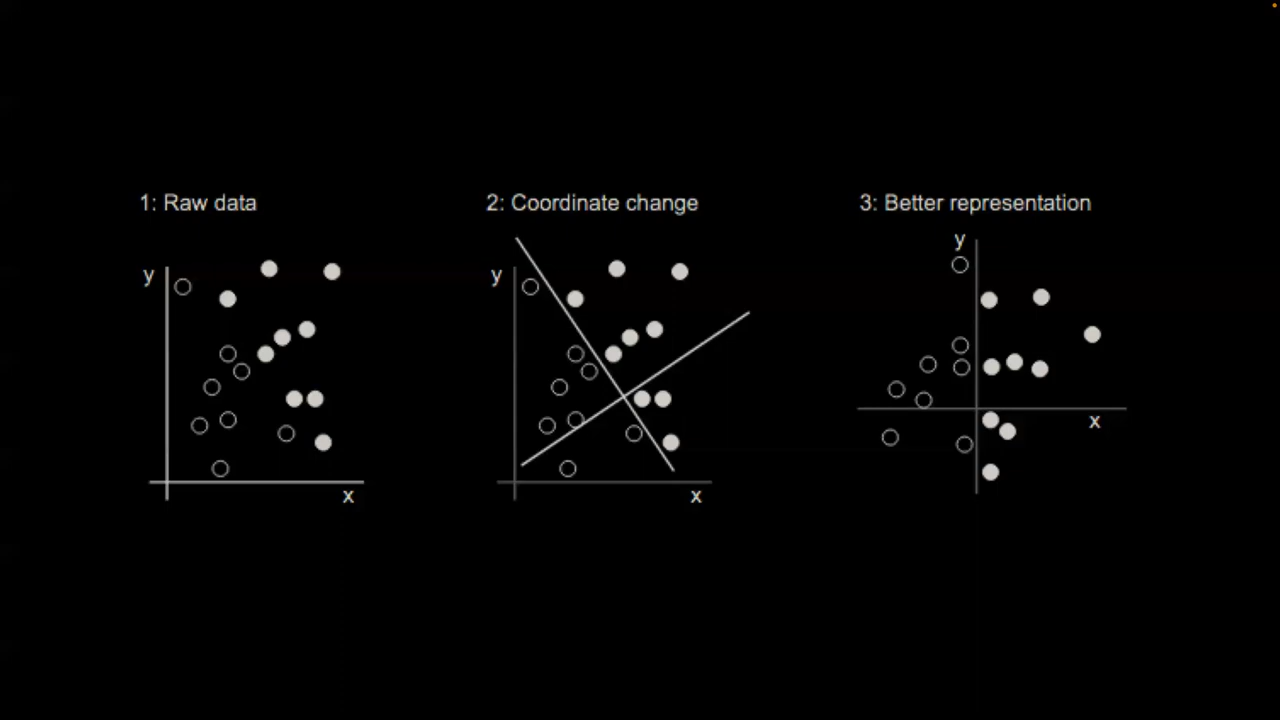 1: Raw data
2: Coordinate change
3: Better representation
y
x
y
x
y
x